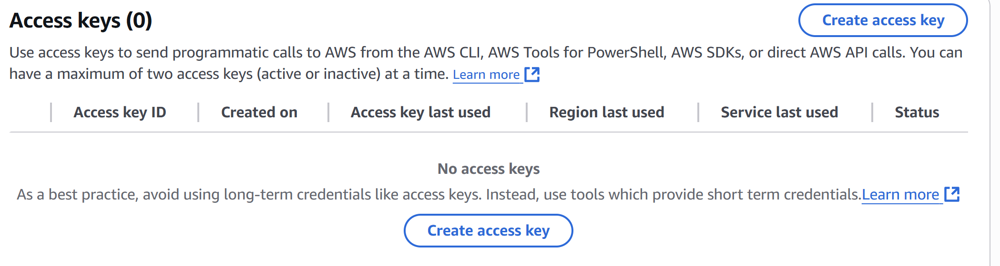 Access keys (0)
Create access key
Use access keys to send programmatic calls to AWS from the AWS CLI, AWS Tools for PowerShell, AWS SDKs, or direct AWS API calls. You can
have a maximum of two access keys (active or inactive) at a time. Learn more
Access key ID Created on Access key last used Region last used Service last used Status
No access keys
As a best practice, avoid using long-term credentials like access keys. Instead, use tools which provide short term credentials.Learn more
Create access key